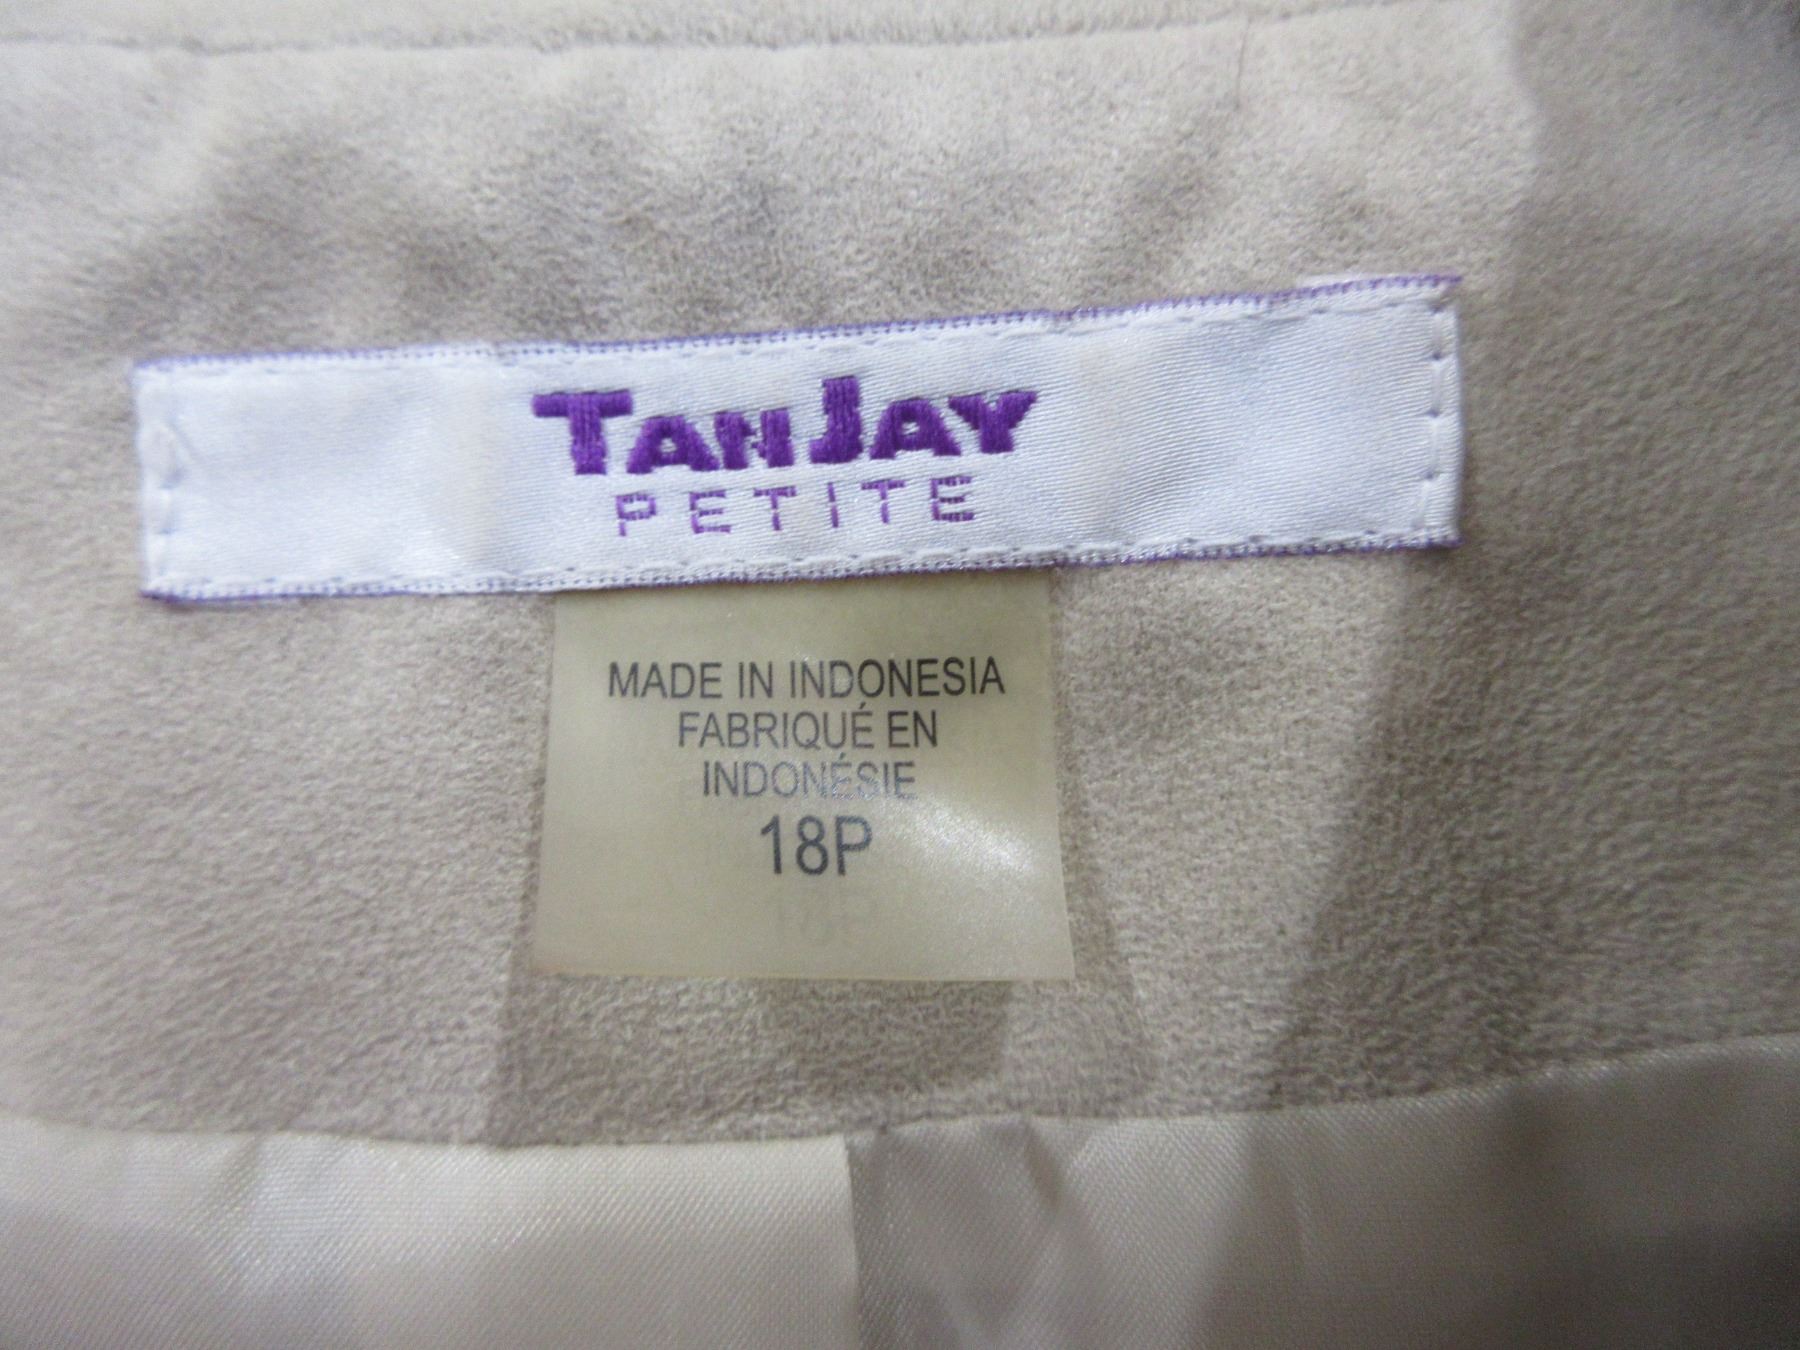 TANJAY
PETITE
MADE IN INDONESIA
FABRIQUÉ EN
INDONÉSIE
18P